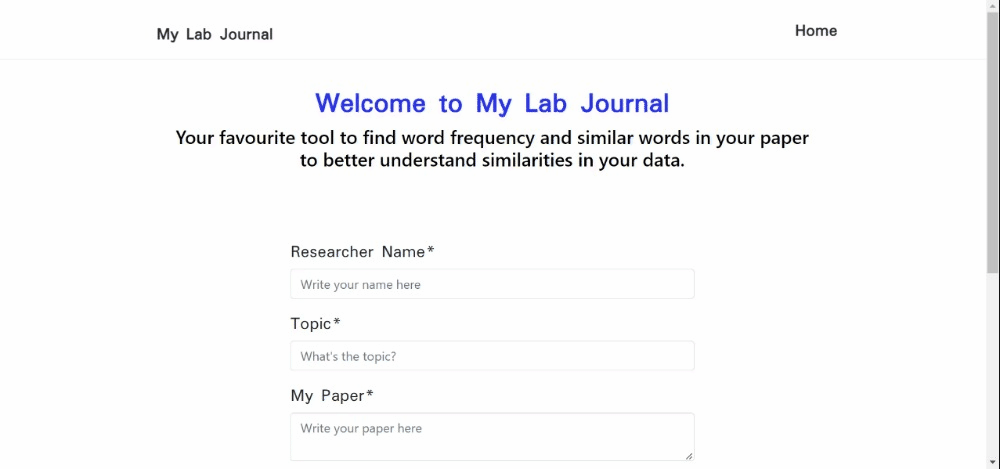 My Lab Journal
Home
Welcome to My Lab Journal
Your favourite tool to find word frequency and similar words in your paper
to better understand similarities in your data.
Researcher Name*
Write your name here
Topic*
What's the topic?
My Paper*
Write your paper here